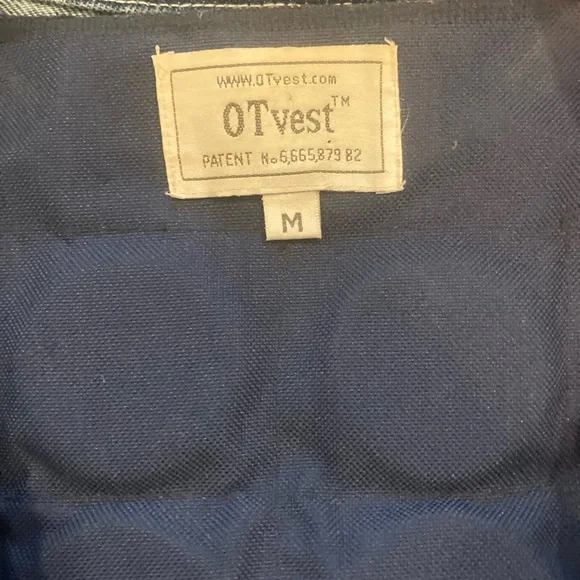 WWW.OTvest.com
OTvest™
PATENT No 6,665,879 B2
M